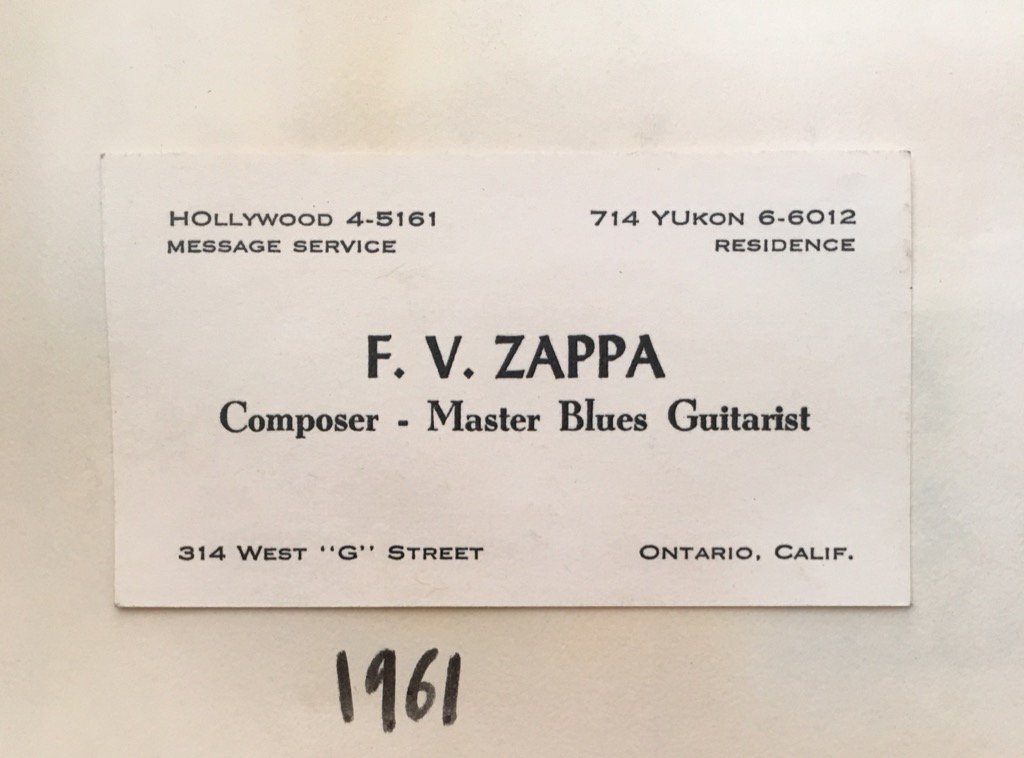 HOLLYWOOD 4-5161
MESSAGE SERVICE
714 YUKON 6-6012
RESIDENCE
F. V. ZAPPA
Composer - Master Blues Guitarist
314 WEST "G" STREET
ONTARIO, CALIF.
1961